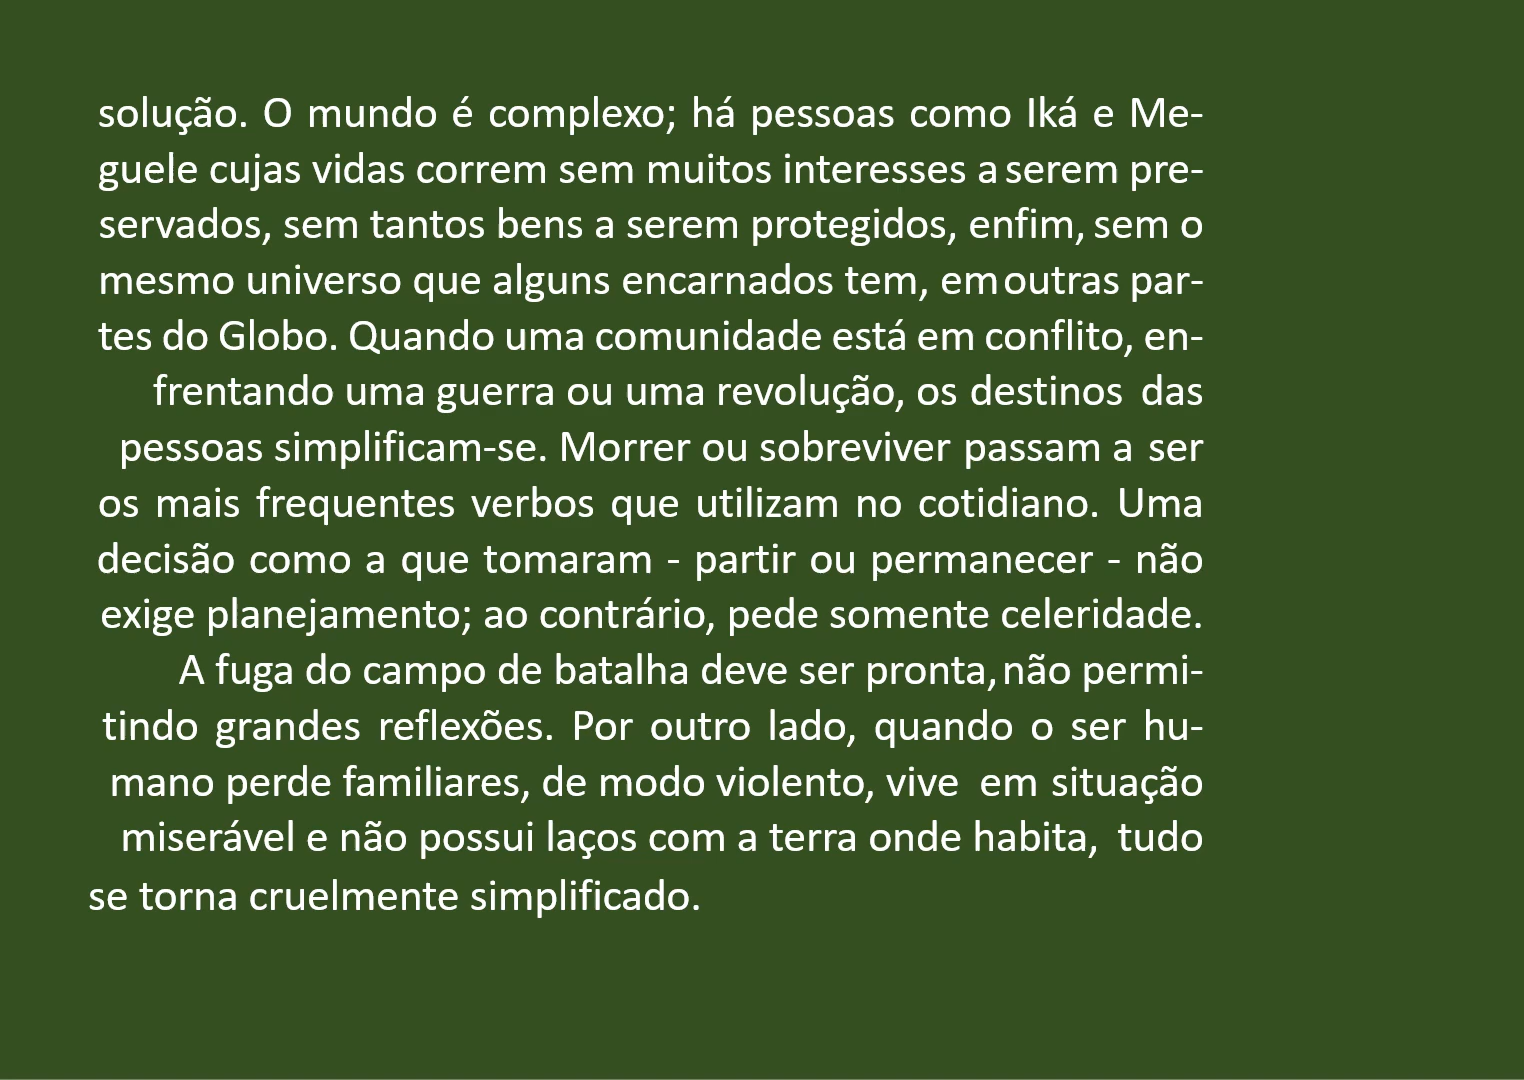 solução. O mundo é complexo; há pessoas como Iká e Me-
guele cujas vidas correm sem muitos interesses a serem pre-
servados, sem tantos bens a serem protegidos, enfim, sem o
mesmo universo que alguns encarnados tem, em outras par-
tes do Globo. Quando uma comunidade está em conflito, en-
frentando uma guerra ou uma revolução, os destinos das
pessoas simplificam-se. Morrer ou sobreviver passam a ser
os mais frequentes verbos que utilizam no cotidiano. Uma
decisão como a que tomaram - partir ou permanecer - não
exige planejamento; ao contrário, pede somente celeridade.
A fuga do campo de batalha deve ser pronta, não permi-
tindo grandes reflexões. Por outro lado, quando o ser hu-
mano perde familiares, de modo violento, vive em situação
miserável e não possui laços com a terra onde habita, tudo
se torna cruelmente simplificado.